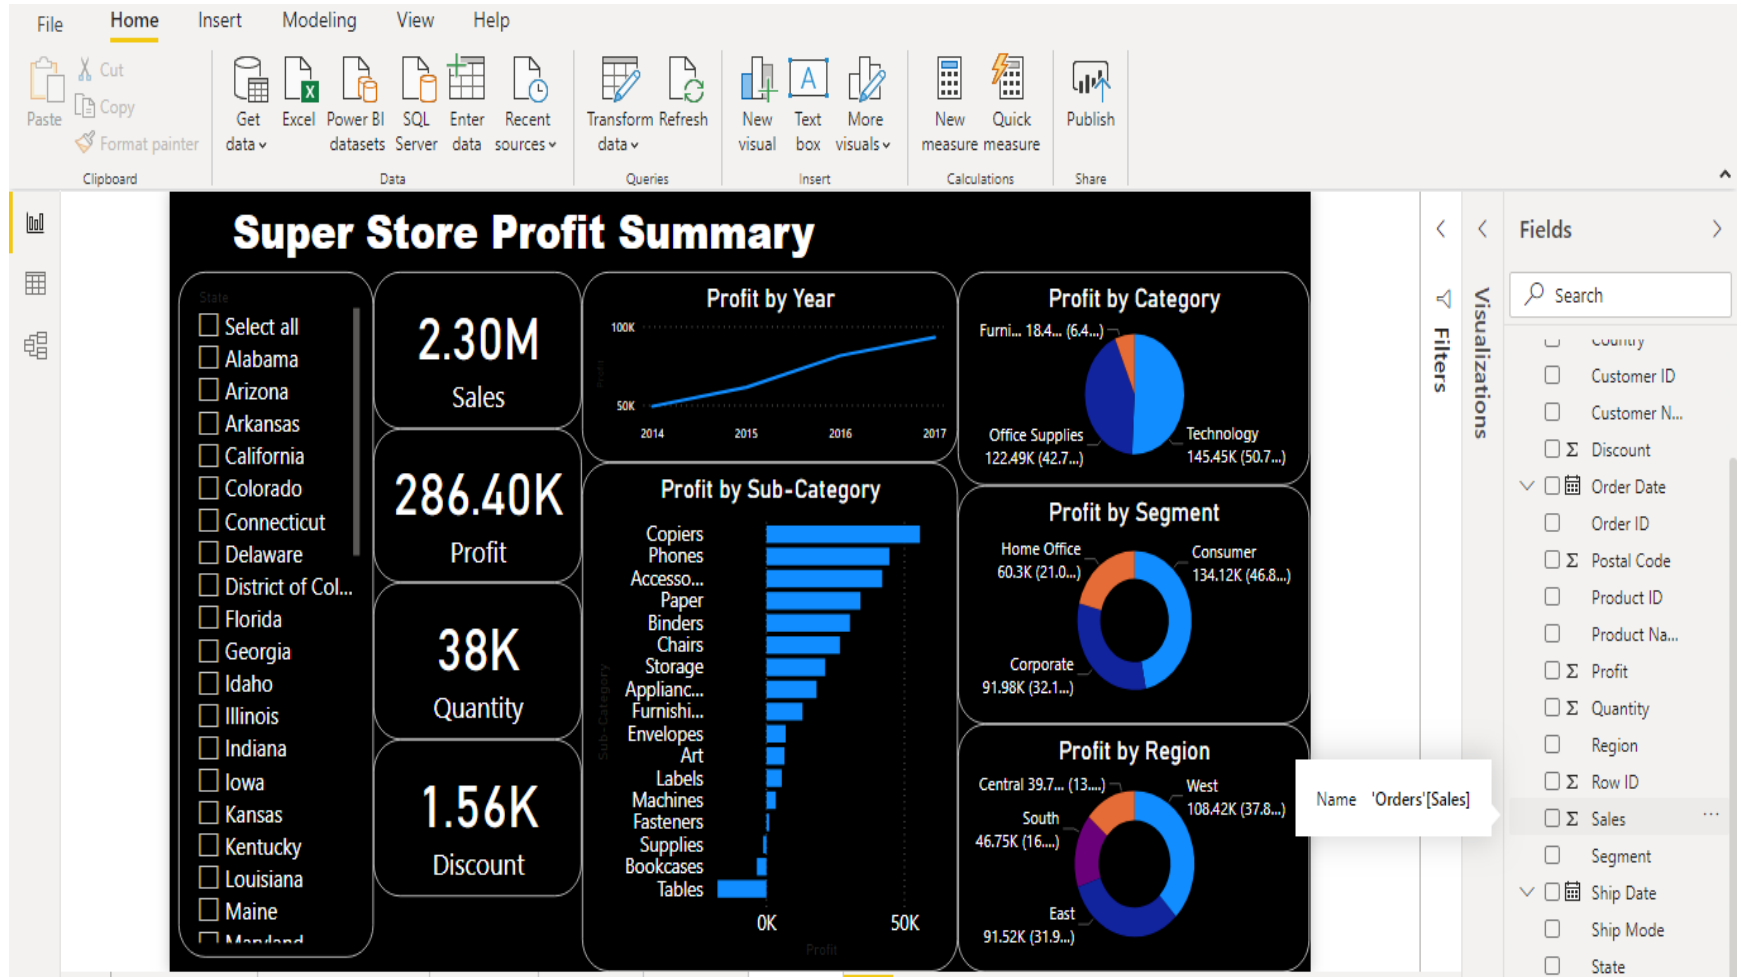 File Home Insert Modeling View Help
Paste
Cut
Copy
Format painter
Clipboard
Get data
Excel
Power BI datasets
SQL Server
Enter data
Recent sources
Data
Transform data
Refresh
Queries
New visual
Text box
More visuals
Insert
New measure
Quick measure
Calculations
Publish
Share
Super Store Profit Summary
State
Select all
Alabama
Arizona
Arkansas
California
Colorado
Connecticut
Delaware
District of Col...
Florida
Georgia
Idaho
Illinois
Indiana
Iowa
Kansas
Kentucky
Louisiana
Maine
Maryland
2.30M
Sales
286.40K
Profit
38K
Quantity
1.56K
Discount
Profit by Year
Profit
100K
50K
2014 2015 2016 2017
Profit by Sub-Category
Sub-Category
Copiers
Phones
Accesso...
Paper
Binders
Chairs
Storage
Applianc...
Furnishi...
Envelopes
Art
Labels
Machines
Fasteners
Supplies
Bookcases
Tables
0K 50K
Profit
Profit by Category
Furni... 18.4... (6.4...)
Office Supplies
122.49K (42.7...)
Technology
145.45K (50.7...)
Profit by Segment
Home Office
60.3K (21.0...)
Consumer
134.12K (46.8...)
Corporate
91.98K (32.1...)
Profit by Region
Central 39.7... (13....)
West
108.42K (37.8...)
South
46.75K (16....)
East
91.52K (31.9...)
Name 'Orders'[Sales]
Filters
Visualizations
Fields
Search
Country
Customer ID
Customer N...
Discount
Order Date
Order ID
Postal Code
Product ID
Product Na...
Profit
Quantity
Region
Row ID
Sales
Segment
Ship Date
Ship Mode
State